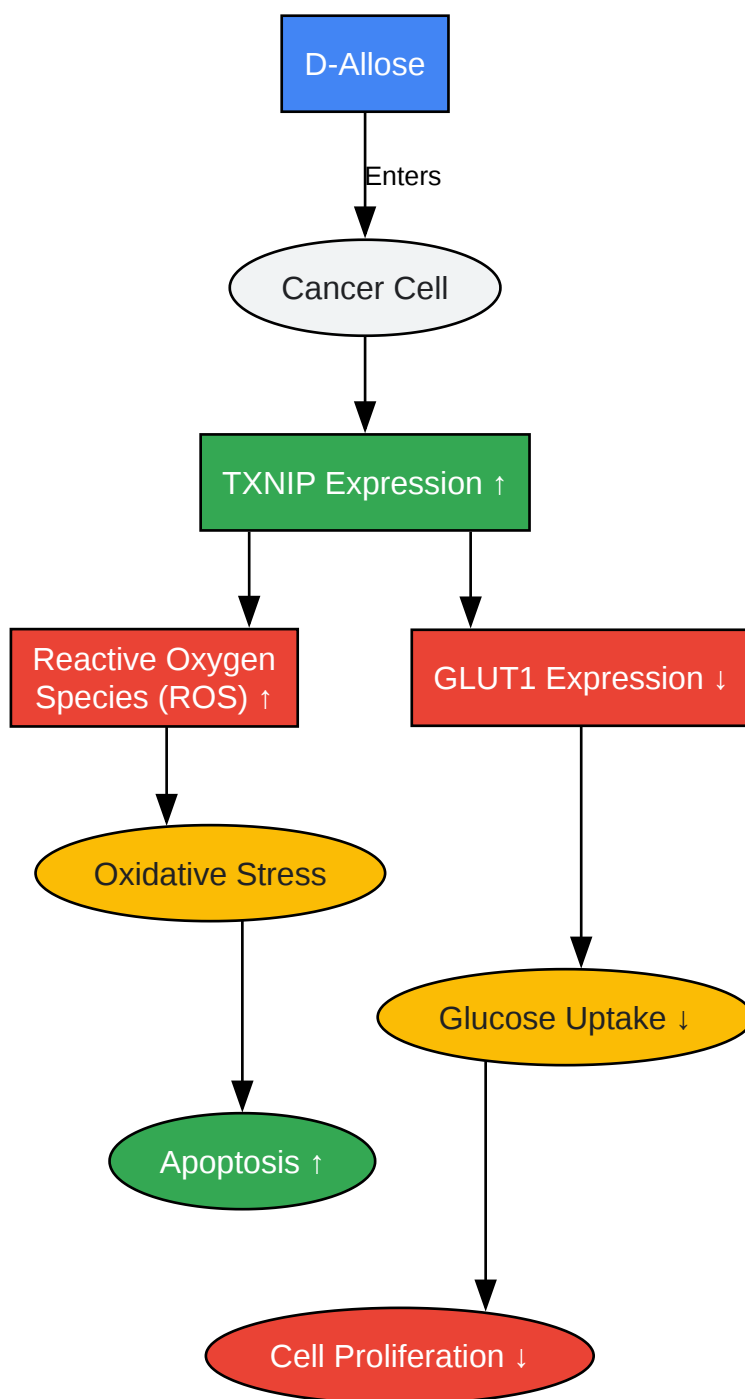 D-Allose
Enters
Cancer Cell
TXNIP Expression ↑
Reactive Oxygen
Species (ROS) ↑
GLUT1 Expression ↓
Oxidative Stress
Glucose Uptake ↓
Apoptosis ↑
Cell Proliferation ↓